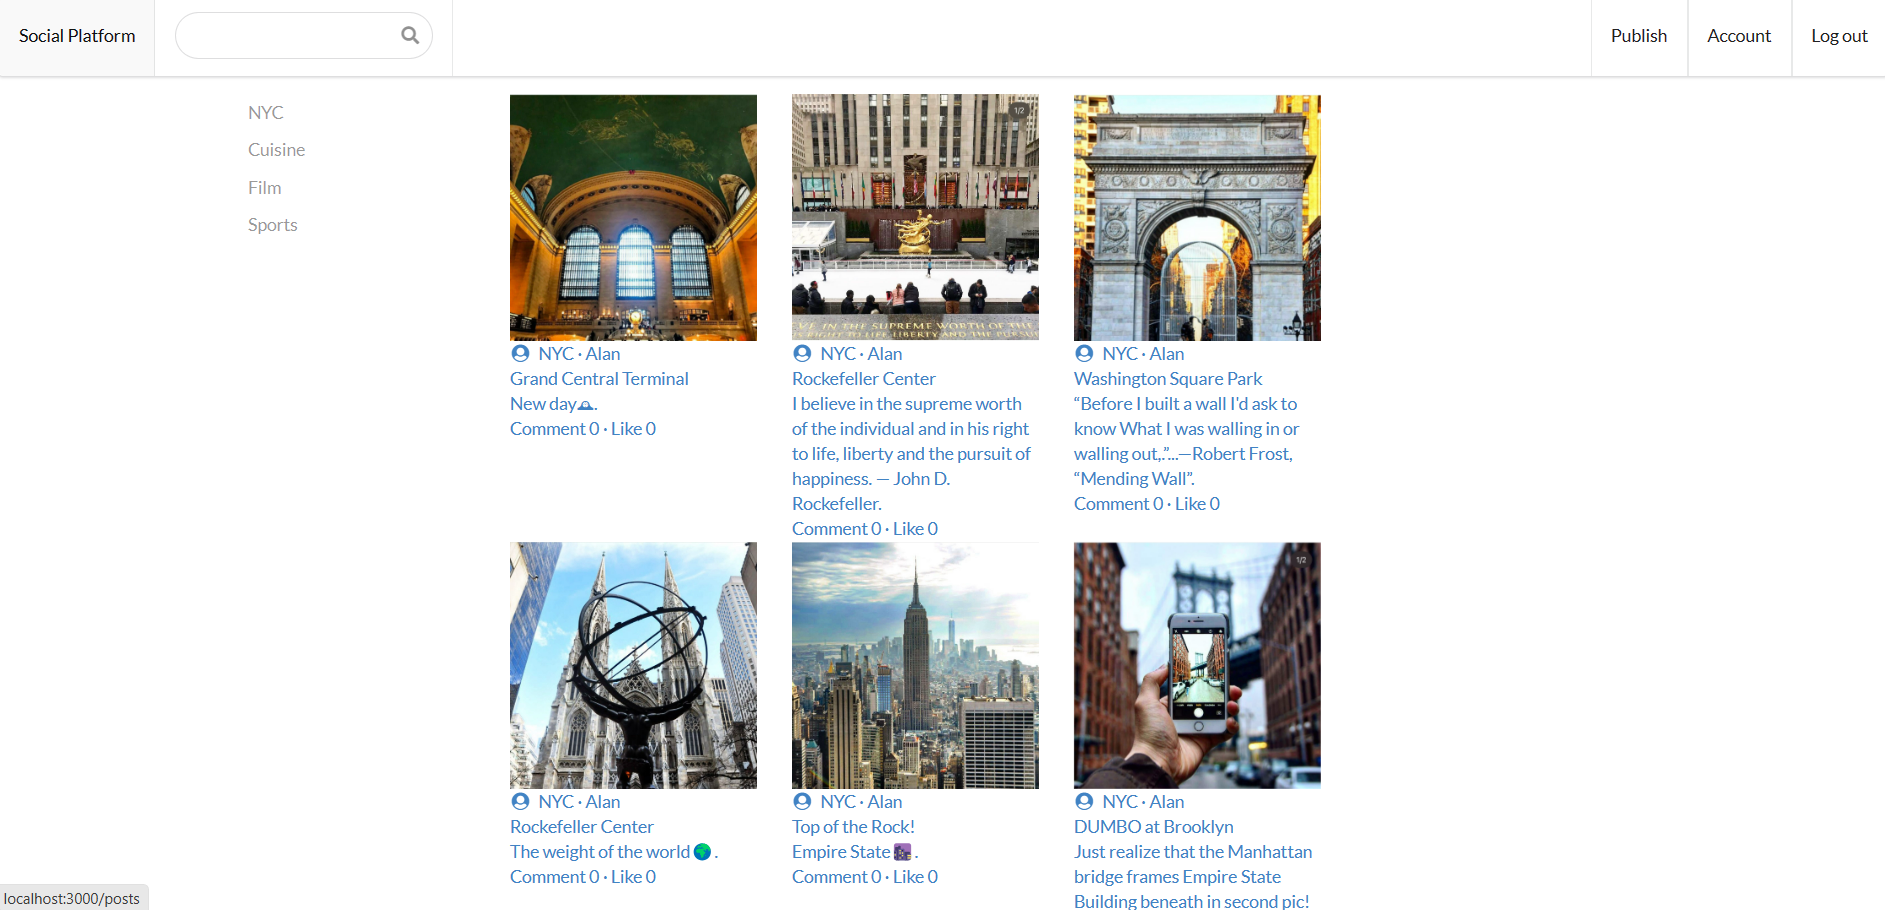 Social Platform
Publish
Account
Log out
NYC
Cuisine
Film
Sports
1/2
EVE IN THE SUPREME WORTH OF THE
RIGHT TO LIFE LIBERTY AND THE PURSUI
NYC · Alan
Grand Central Terminal
New day🌅.
Comment 0 · Like 0
NYC · Alan
Rockefeller Center
I believe in the supreme worth
of the individual and in his right
to life, liberty and the pursuit of
happiness. — John D.
Rockefeller.
Comment 0 · Like 0
NYC · Alan
Washington Square Park
“Before I built a wall I'd ask to
know What I was walling in or
walling out,.”...—Robert Frost,
“Mending Wall”.
Comment 0 · Like 0
1/2
NYC · Alan
Rockefeller Center
The weight of the world 🌍 .
Comment 0 · Like 0
NYC · Alan
Top of the Rock!
Empire State 🌆 .
Comment 0 · Like 0
NYC · Alan
DUMBO at Brooklyn
Just realize that the Manhattan
bridge frames Empire State
Building beneath in second pic!
localhost:3000/posts